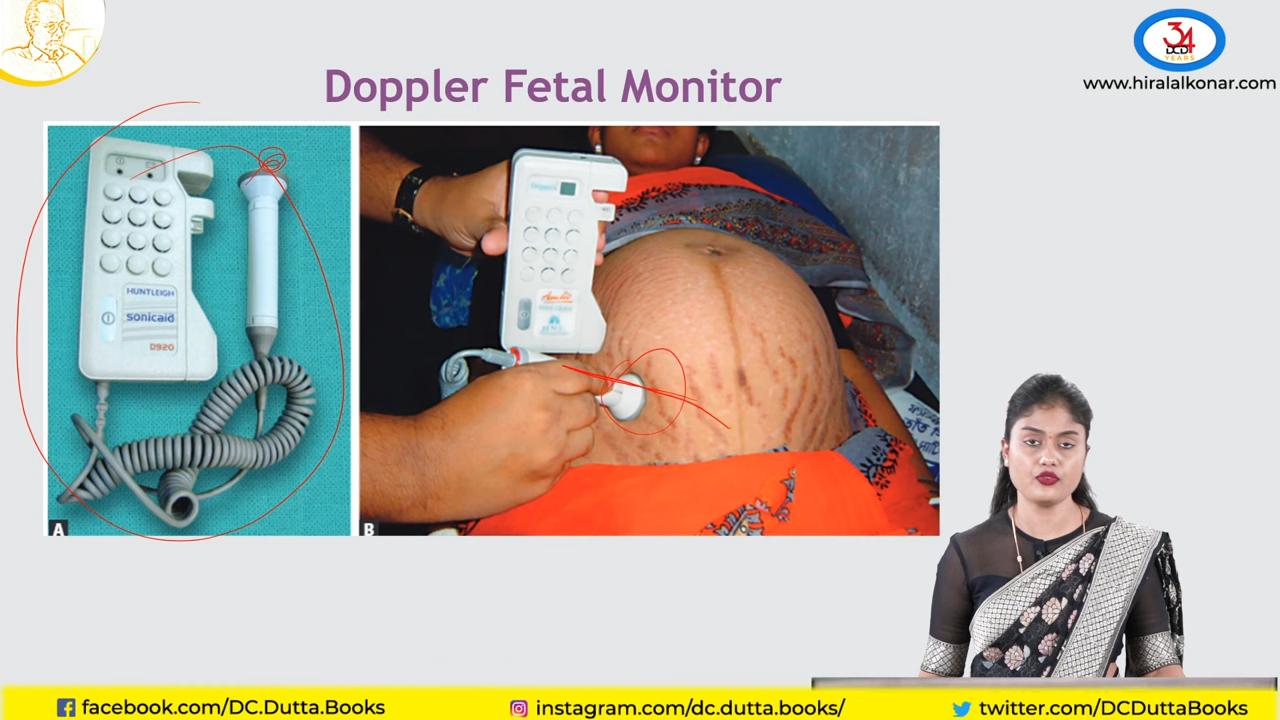 34
DCD
YEARS
www.hiralalkonar.com
Doppler Fetal Monitor
HUNTLEIGH
sonicaid
D920
A
B
facebook.com/DC.Dutta.Books
instagram.com/dc.dutta.books/
twitter.com/DCDuttaBooks